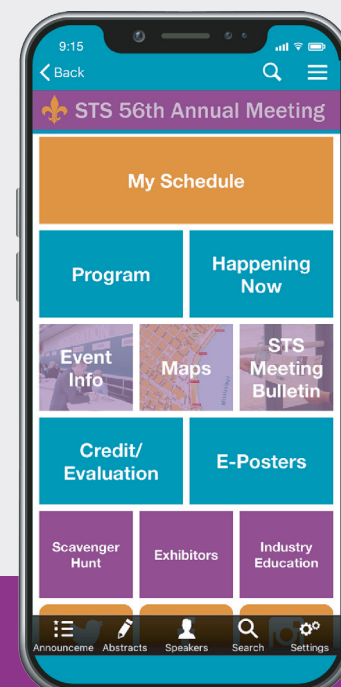 9:15
Back
STS 56th Annual Meeting
My Schedule
Program
Happening
Now
Event
Info
Maps
STS
Meeting
Bulletin
Credit/
Evaluation
E-Posters
Scavenger
Hunt
Exhibitors
Industry
Education
Announceme
Abstracts
Speakers
Search
Settings